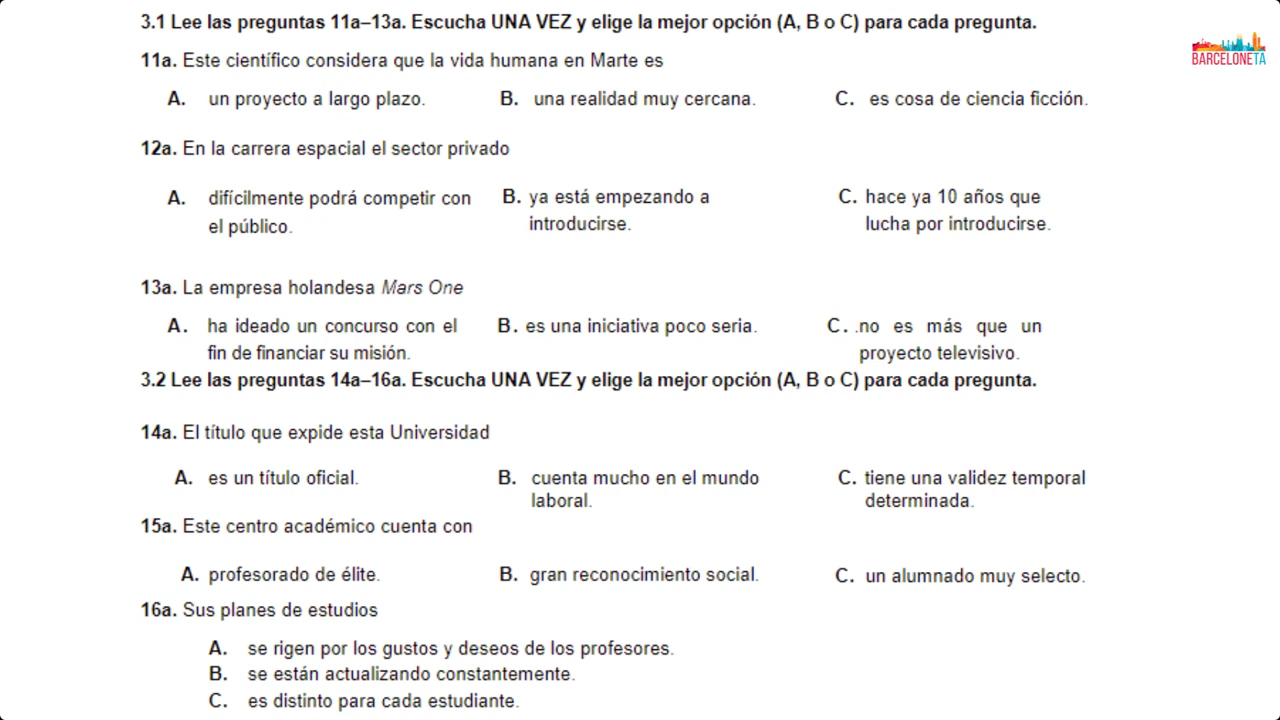 3.1 Lee las preguntas 11a–13a. Escucha UNA VEZ y elige la mejor opción (A, B o C) para cada pregunta.
BARCELONETA
11a. Este científico considera que la vida humana en Marte es
A. un proyecto a largo plazo. B. una realidad muy cercana. C. es cosa de ciencia ficción.
12a. En la carrera espacial el sector privado
A. difícilmente podrá competir con B. ya está empezando a C. hace ya 10 años que
el público. introducirse. lucha por introducirse.
13a. La empresa holandesa Mars One
A. ha ideado un concurso con el B. es una iniciativa poco seria. C. .no es más que un
fin de financiar su misión. proyecto televisivo.
3.2 Lee las preguntas 14a–16a. Escucha UNA VEZ y elige la mejor opción (A, B o C) para cada pregunta.
14a. El título que expide esta Universidad
A. es un título oficial. B. cuenta mucho en el mundo C. tiene una validez temporal
laboral. determinada.
15a. Este centro académico cuenta con
A. profesorado de élite. B. gran reconocimiento social. C. un alumnado muy selecto.
16a. Sus planes de estudios
A. se rigen por los gustos y deseos de los profesores.
B. se están actualizando constantemente.
C. es distinto para cada estudiante.